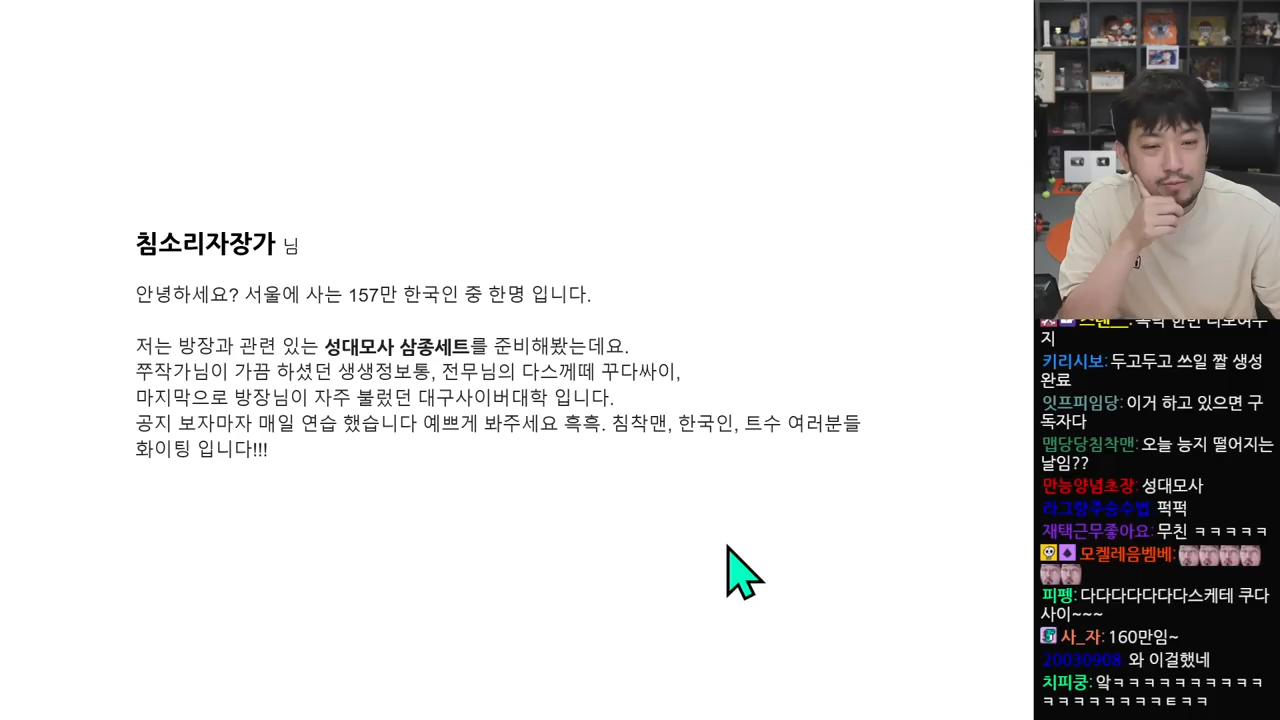 침소리자장가 님
안녕하세요? 서울에 사는 157만 한국인 중 한명 입니다.
저는 방장과 관련 있는 성대모사 삼종세트를 준비해봤는데요.
쭈작가님이 가끔 하셨던 생생정보통, 전무님의 다스께떼 꾸다싸이,
마지막으로 방장님이 자주 불렀던 대구사이버대학 입니다.
공지 보자마자 매일 연습 했습니다 예쁘게 봐주세요 흑흑. 침착맨, 한국인, 트수 여러분들
화이팅 입니다!!!
지
키리시보: 두고두고 쓰일 짤 생성
완료
잇프피임당: 이거 하고 있으면 구
독자다
맵당당침착맨: 오늘 능지 떨어지는
날임??
만능양념초장: 성대모사
라그랑주승수법: 퍽퍽
재택근무좋아요: 무친 ㅋㅋㅋㅋㅋ
모켈레음벰베:
피펭: 다다다다다다다스케테 쿠다
사이~~~
사_자: 160만임~
20030908: 와 이걸했네
치피쿵: 앜ㅋㅋㅋㅋㅋㅋㅋㅋㅋㅋ
ㅋㅋㅋㅋㅋㅋㅋㅋㅌㅋㅋ